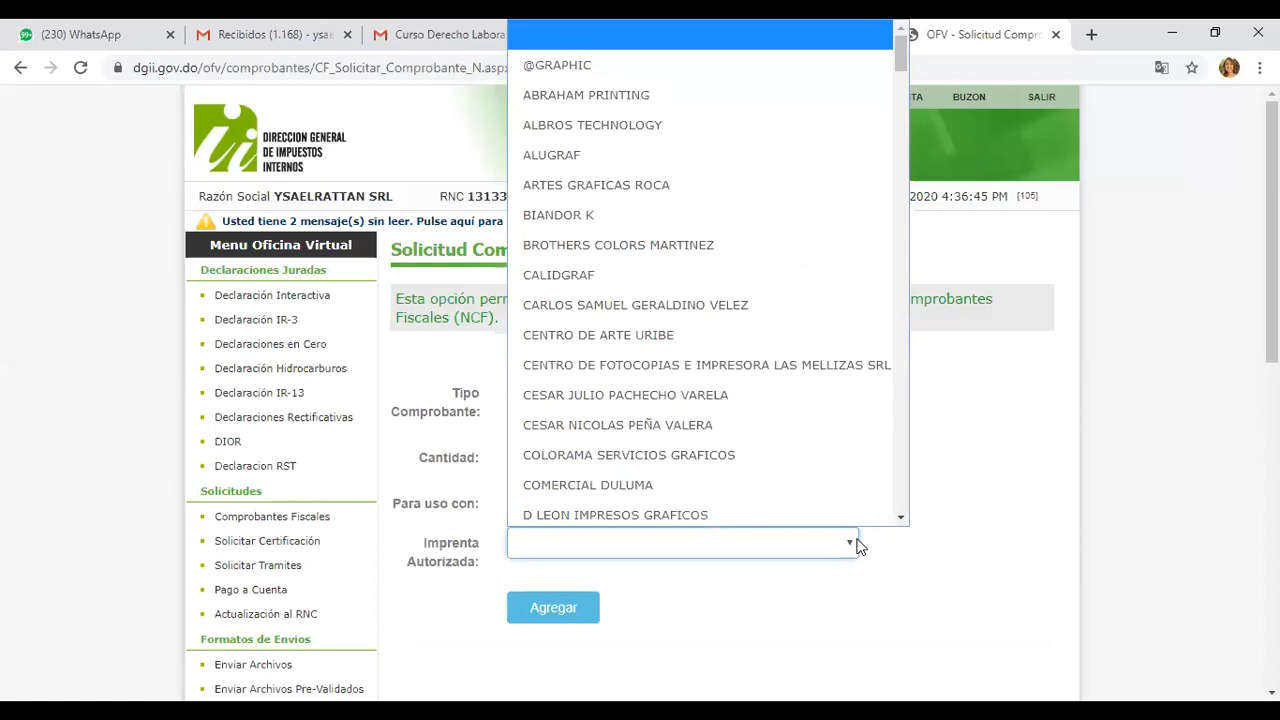 (230) WhatsApp
Recibidos (1.168) - ysae
Curso Derecho Labora
OFV - Solicitud Compro
dgii.gov.do/ofv/comprobantes/CF_Solicitar_Comprobante_N.aspx
DIRECCION GENERAL
DE IMPUESTOS
INTERNOS
TA
BUZON
SALIR
Razón Social YSAELRATTAN SRL
RNC 13133
2020 4:36:45 PM
[105]
Usted tiene 2 mensaje(s) sin leer. Pulse aquí para
Menu Oficina Virtual
Declaraciones Juradas
Declaración Interactiva
Declaración IR-3
Declaraciones en Cero
Declaración Hidrocarburos
Declaración IR-13
Declaraciones Rectificativas
DIOR
Declaracion RST
Solicitudes
Comprobantes Fiscales
Solicitar Certificación
Solicitar Tramites
Pago a Cuenta
Actualización al RNC
Formatos de Envios
Enviar Archivos
Enviar Archivos Pre-Validados
Solicitud Com
Esta opción perm
mprobantes
Fiscales (NCF).
Tipo
Comprobante:
Cantidad:
Para uso con:
Imprenta
Autorizada:
@GRAPHIC
ABRAHAM PRINTING
ALBROS TECHNOLOGY
ALUGRAF
ARTES GRAFICAS ROCA
BIANDOR K
BROTHERS COLORS MARTINEZ
CALIDGRAF
CARLOS SAMUEL GERALDINO VELEZ
CENTRO DE ARTE URIBE
CENTRO DE FOTOCOPIAS E IMPRESORA LAS MELLIZAS SRL
CESAR JULIO PACHECHO VARELA
CESAR NICOLAS PEÑA VALERA
COLORAMA SERVICIOS GRAFICOS
COMERCIAL DULUMA
D LEON IMPRESOS GRAFICOS
Agregar